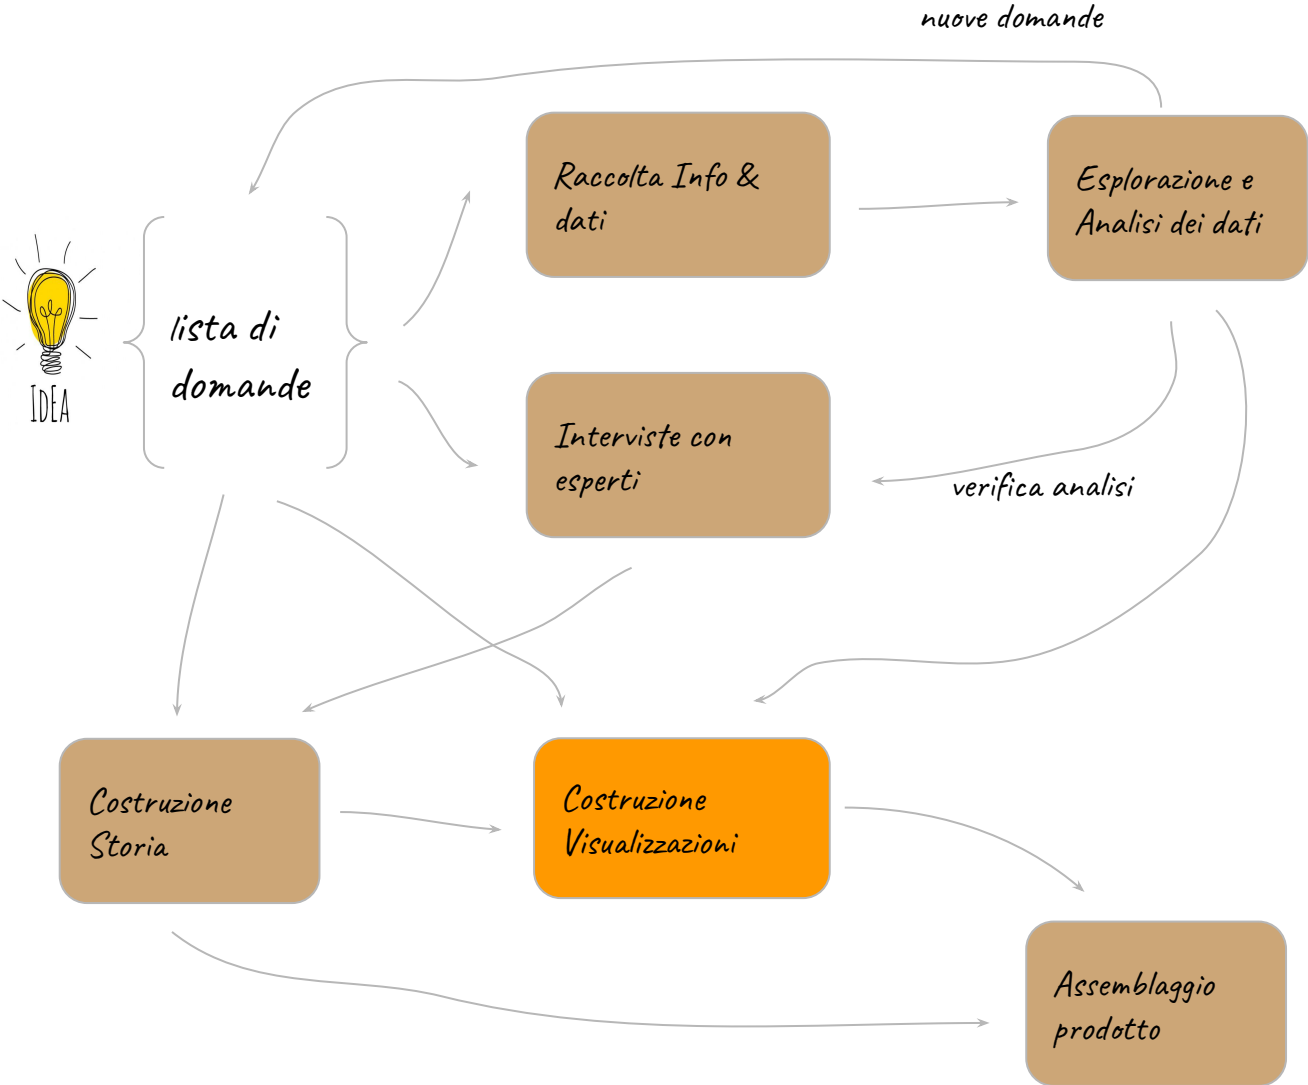 nuove domande
Raccolta Info &
dati
Esplorazione e
Analisi dei dati
IdEA
lista di
domande
Interviste con
esperti
verifica analisi
Costruzione
Storia
Costruzione
Visualizzazioni
Assemblaggio
prodotto